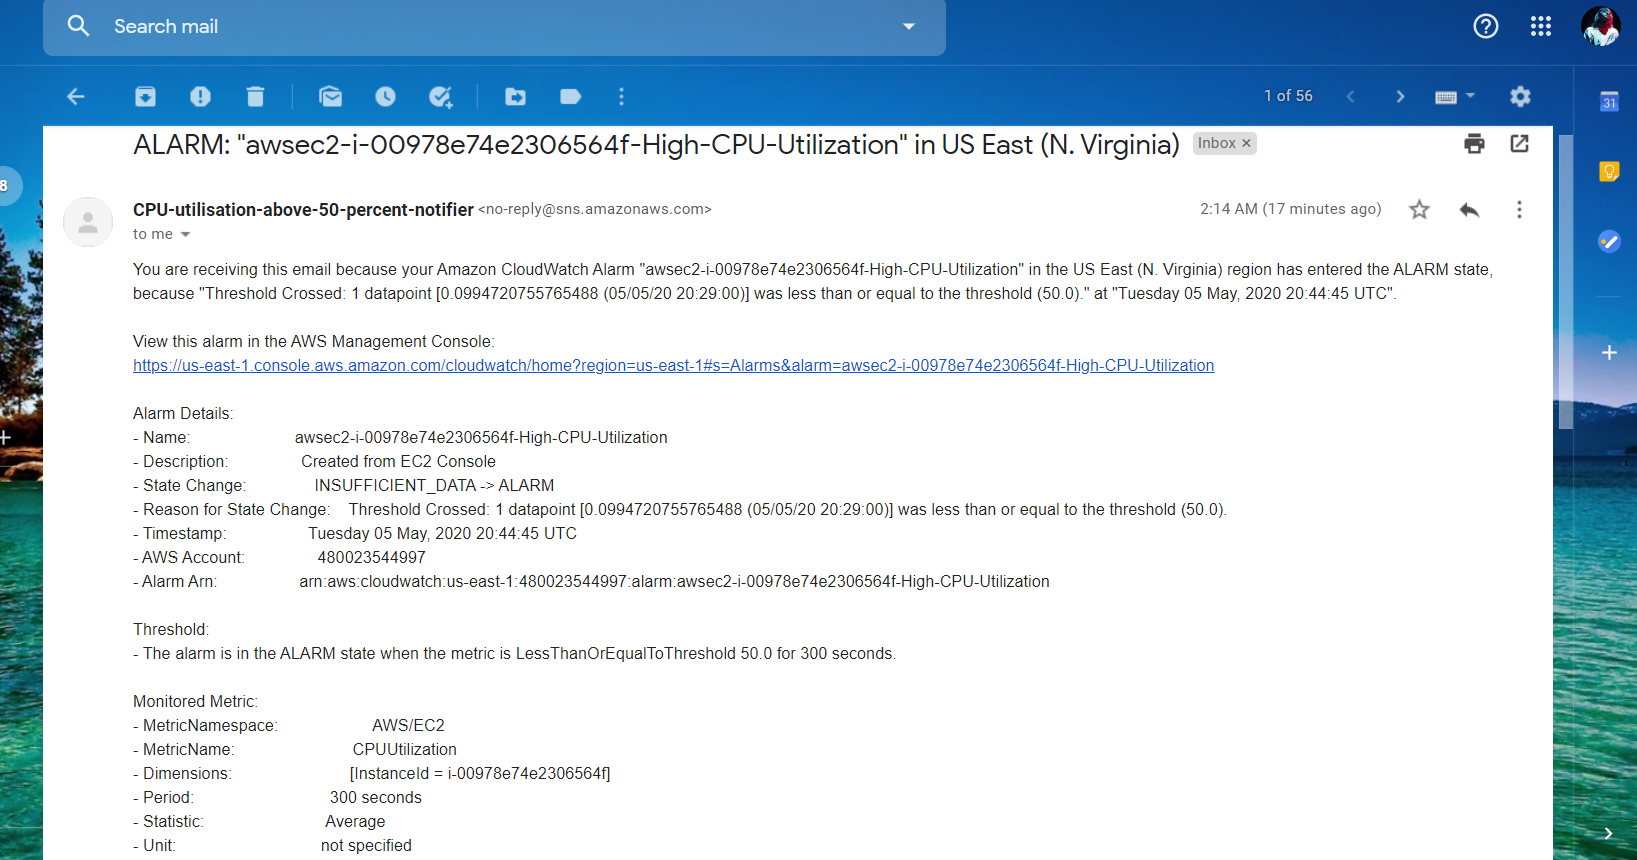 Search mail
1 of 56
31
ALARM: "awsec2-i-00978e74e2306564f-High-CPU-Utilization" in US East (N. Virginia) Inbox ×
8
CPU-utilisation-above-50-percent-notifier <no-reply@sns.amazonaws.com> 2:14 AM (17 minutes ago)
to me
You are receiving this email because your Amazon CloudWatch Alarm "awsec2-i-00978e74e2306564f-High-CPU-Utilization" in the US East (N. Virginia) region has entered the ALARM state,
because "Threshold Crossed: 1 datapoint [0.0994720755765488 (05/05/20 20:29:00)] was less than or equal to the threshold (50.0)." at "Tuesday 05 May, 2020 20:44:45 UTC".
View this alarm in the AWS Management Console:
https://us-east-1.console.aws.amazon.com/cloudwatch/home?region=us-east-1#s=Alarms&alarm=awsec2-i-00978e74e2306564f-High-CPU-Utilization
Alarm Details:
- Name: awsec2-i-00978e74e2306564f-High-CPU-Utilization
- Description: Created from EC2 Console
- State Change: INSUFFICIENT_DATA -> ALARM
- Reason for State Change: Threshold Crossed: 1 datapoint [0.0994720755765488 (05/05/20 20:29:00)] was less than or equal to the threshold (50.0).
- Timestamp: Tuesday 05 May, 2020 20:44:45 UTC
- AWS Account: 480023544997
- Alarm Arn: arn:aws:cloudwatch:us-east-1:480023544997:alarm:awsec2-i-00978e74e2306564f-High-CPU-Utilization
Threshold:
- The alarm is in the ALARM state when the metric is LessThanOrEqualToThreshold 50.0 for 300 seconds.
Monitored Metric:
- MetricNamespace: AWS/EC2
- MetricName: CPUUtilization
- Dimensions: [InstanceId = i-00978e74e2306564f]
- Period: 300 seconds
- Statistic: Average
- Unit: not specified